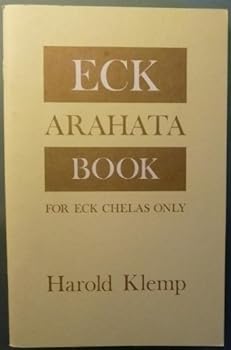 ECK
ARAHATA
BOOK
FOR ECK CHELAS ONLY
Harold Klemp